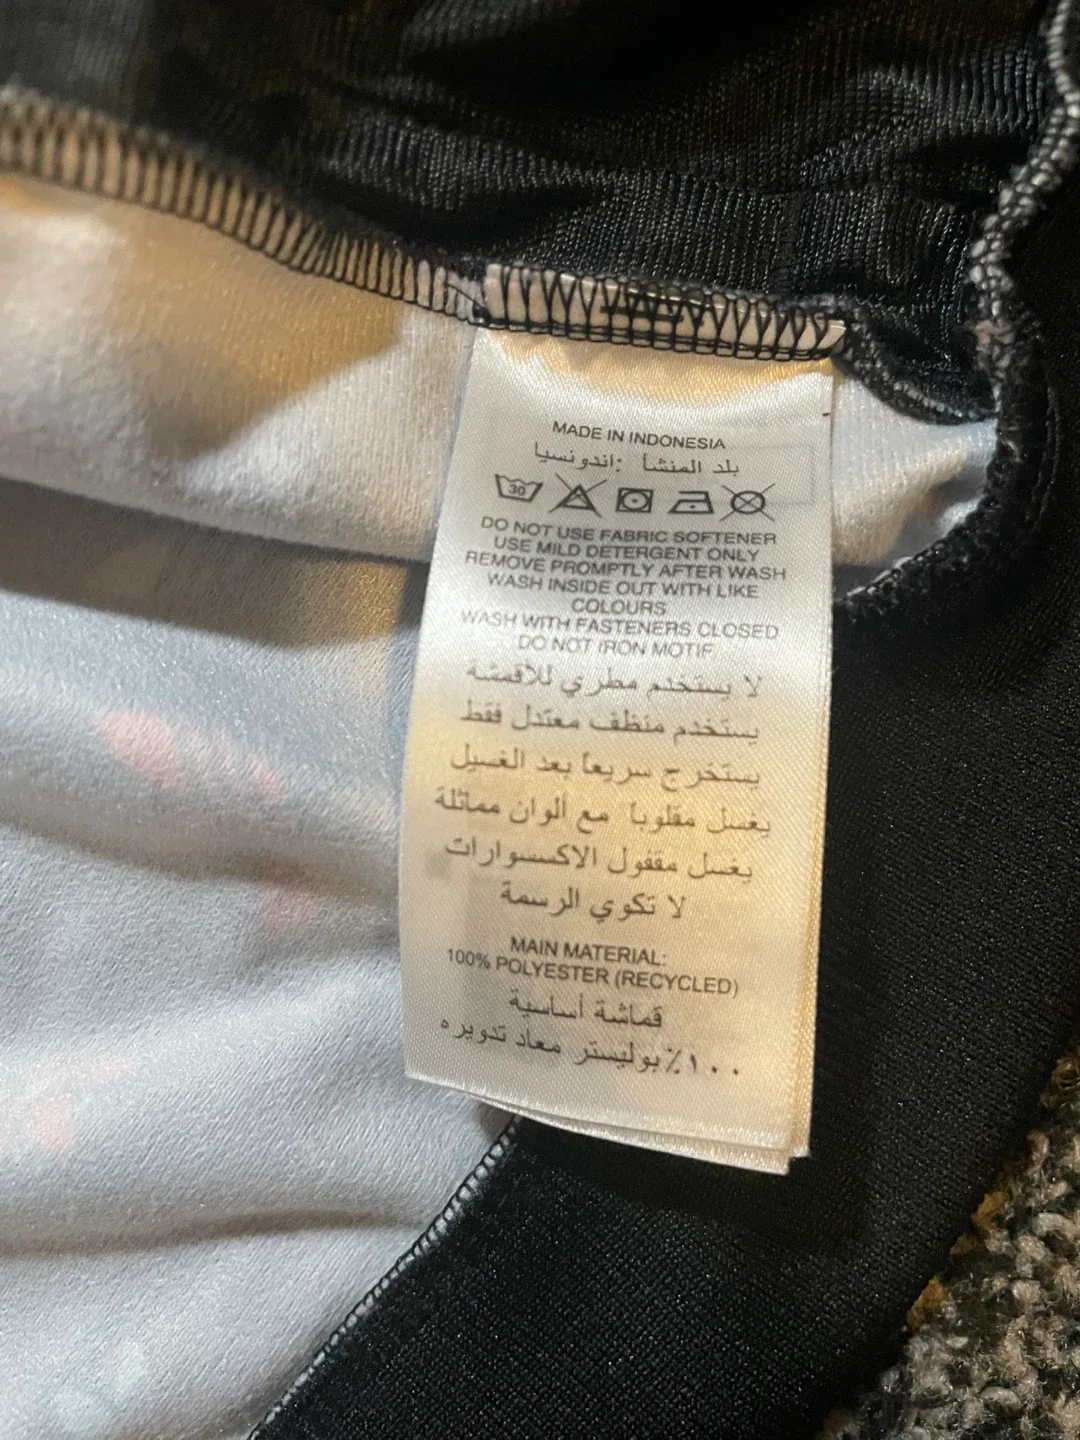 MADE IN INDONESIA
بلد المنشأ :اندونسيا
30
DO NOT USE FABRIC SOFTENER
USE MILD DETERGENT ONLY
REMOVE PROMPTLY AFTER WASH
WASH INSIDE OUT WITH LIKE
COLOURS
WASH WITH FASTENERS CLOSED
DO NOT IRON MOTIF
لا يستخدم مطري للأقمشه
يستخدم منظف معتدل فقط
يستخرج سريعاً بعد الغسيل
يغسل مقلوباً مع ألوان مماثلة
يغسل مقفول الاكسسوارات
لا تكوي الرسمة
MAIN MATERIAL:
100% POLYESTER (RECYCLED)
قماشة أساسية
١٠٠٪ بوليستر معاد تدويره